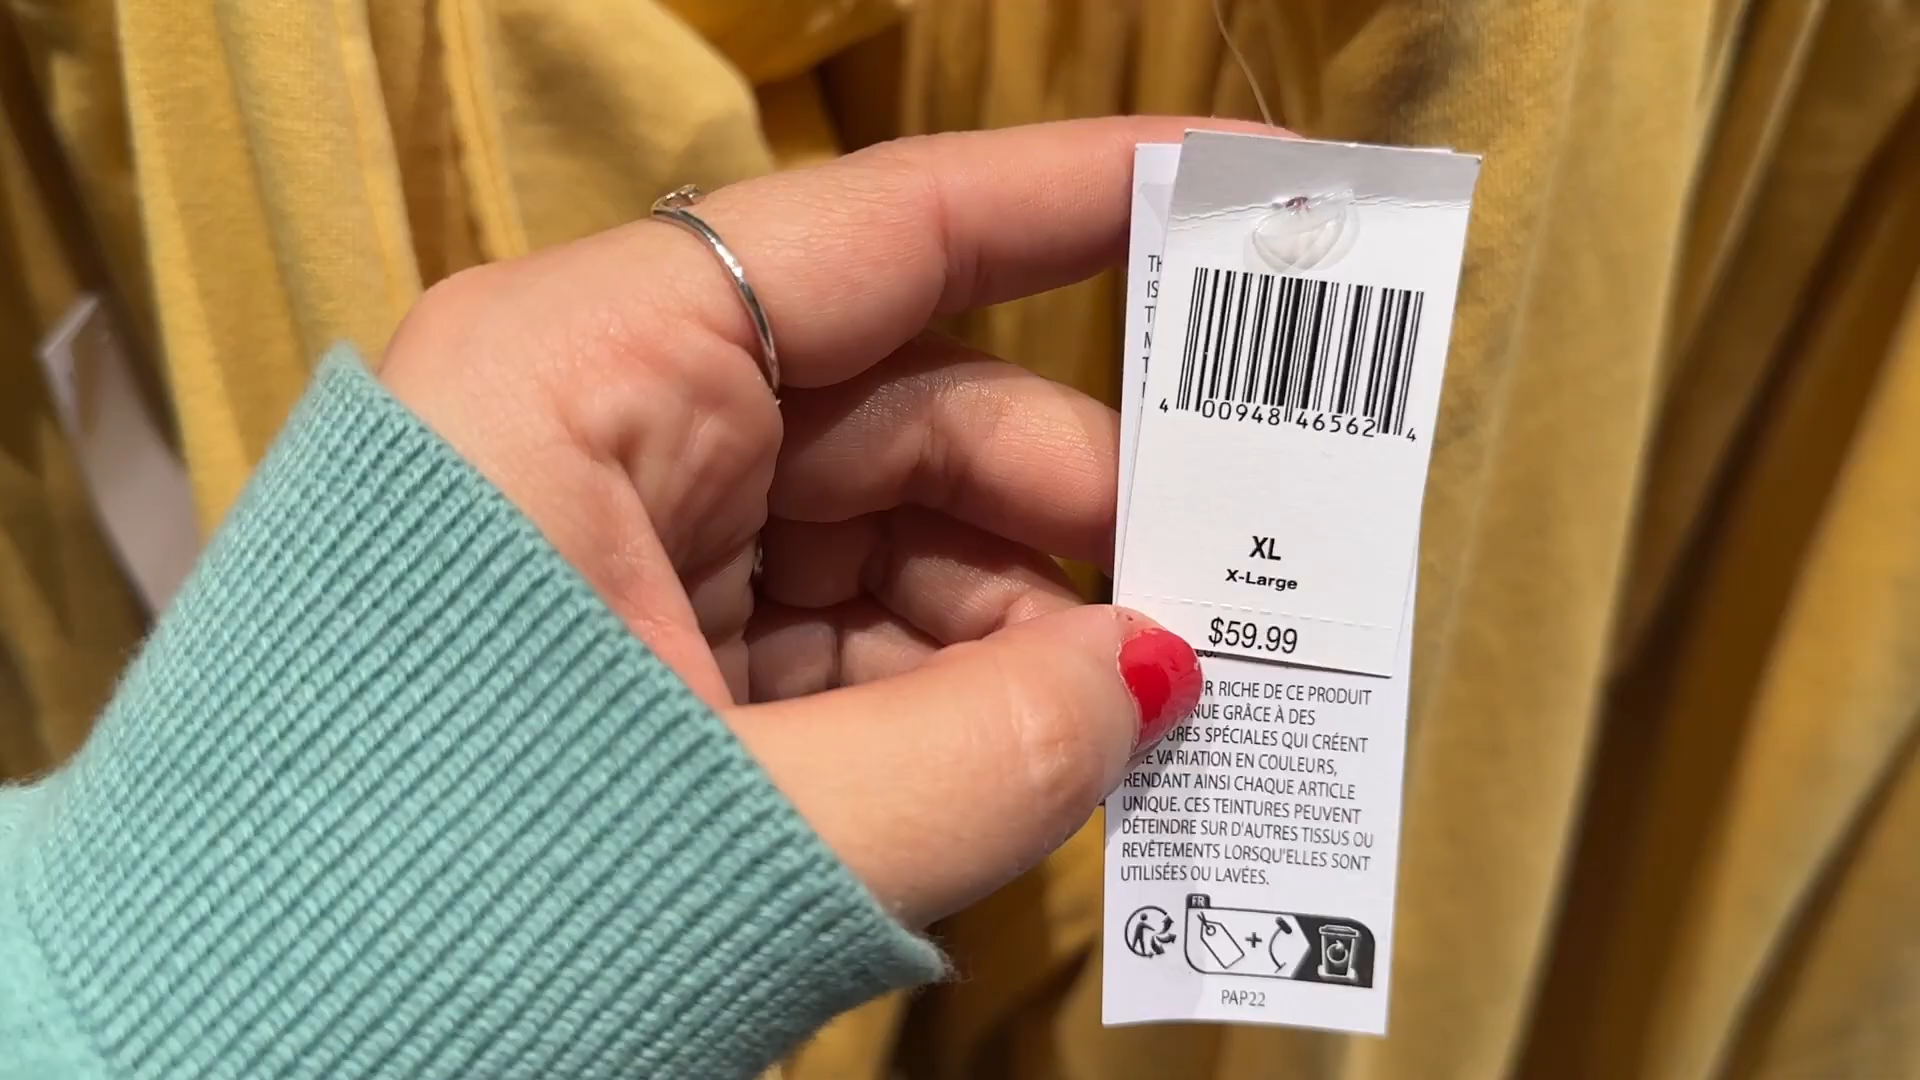 4 00948 46562 4
XL
X-Large
$59.99
RICHE DE CE PRODUIT
GRÂCE À DES
SPÉCIALES QUI CRÉENT
VARIATION EN COULEURS,
RENDANT AINSI CHAQUE ARTICLE
UNIQUE. CES TEINTURES PEUVENT
DÉTEINDRE SUR D'AUTRES TISSUS OU
REVÊTEMENTS LORSQU'ELLES SONT
UTILISÉES OU LAVÉES.
FR
+
PAP22